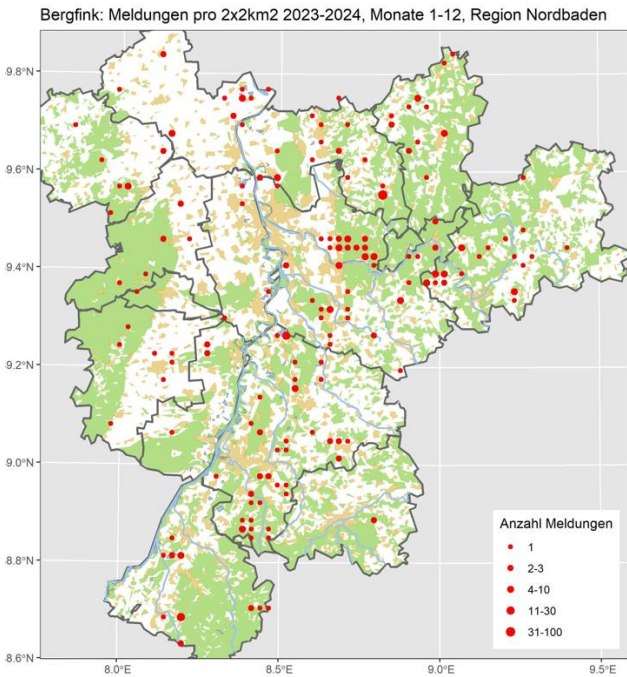 Bergfink: Meldungen pro 2x2km2 2023-2024, Monate 1-12, Region Nordbaden
9.8°N
9.6°N
9.4°N
9.2°N
9.0°N
8.8°N
8.6°N
Anzahl Meldungen
1
2-3
4-10
11-30
31-100
8.0°E
8.5°E
9.0°E
9.5°E